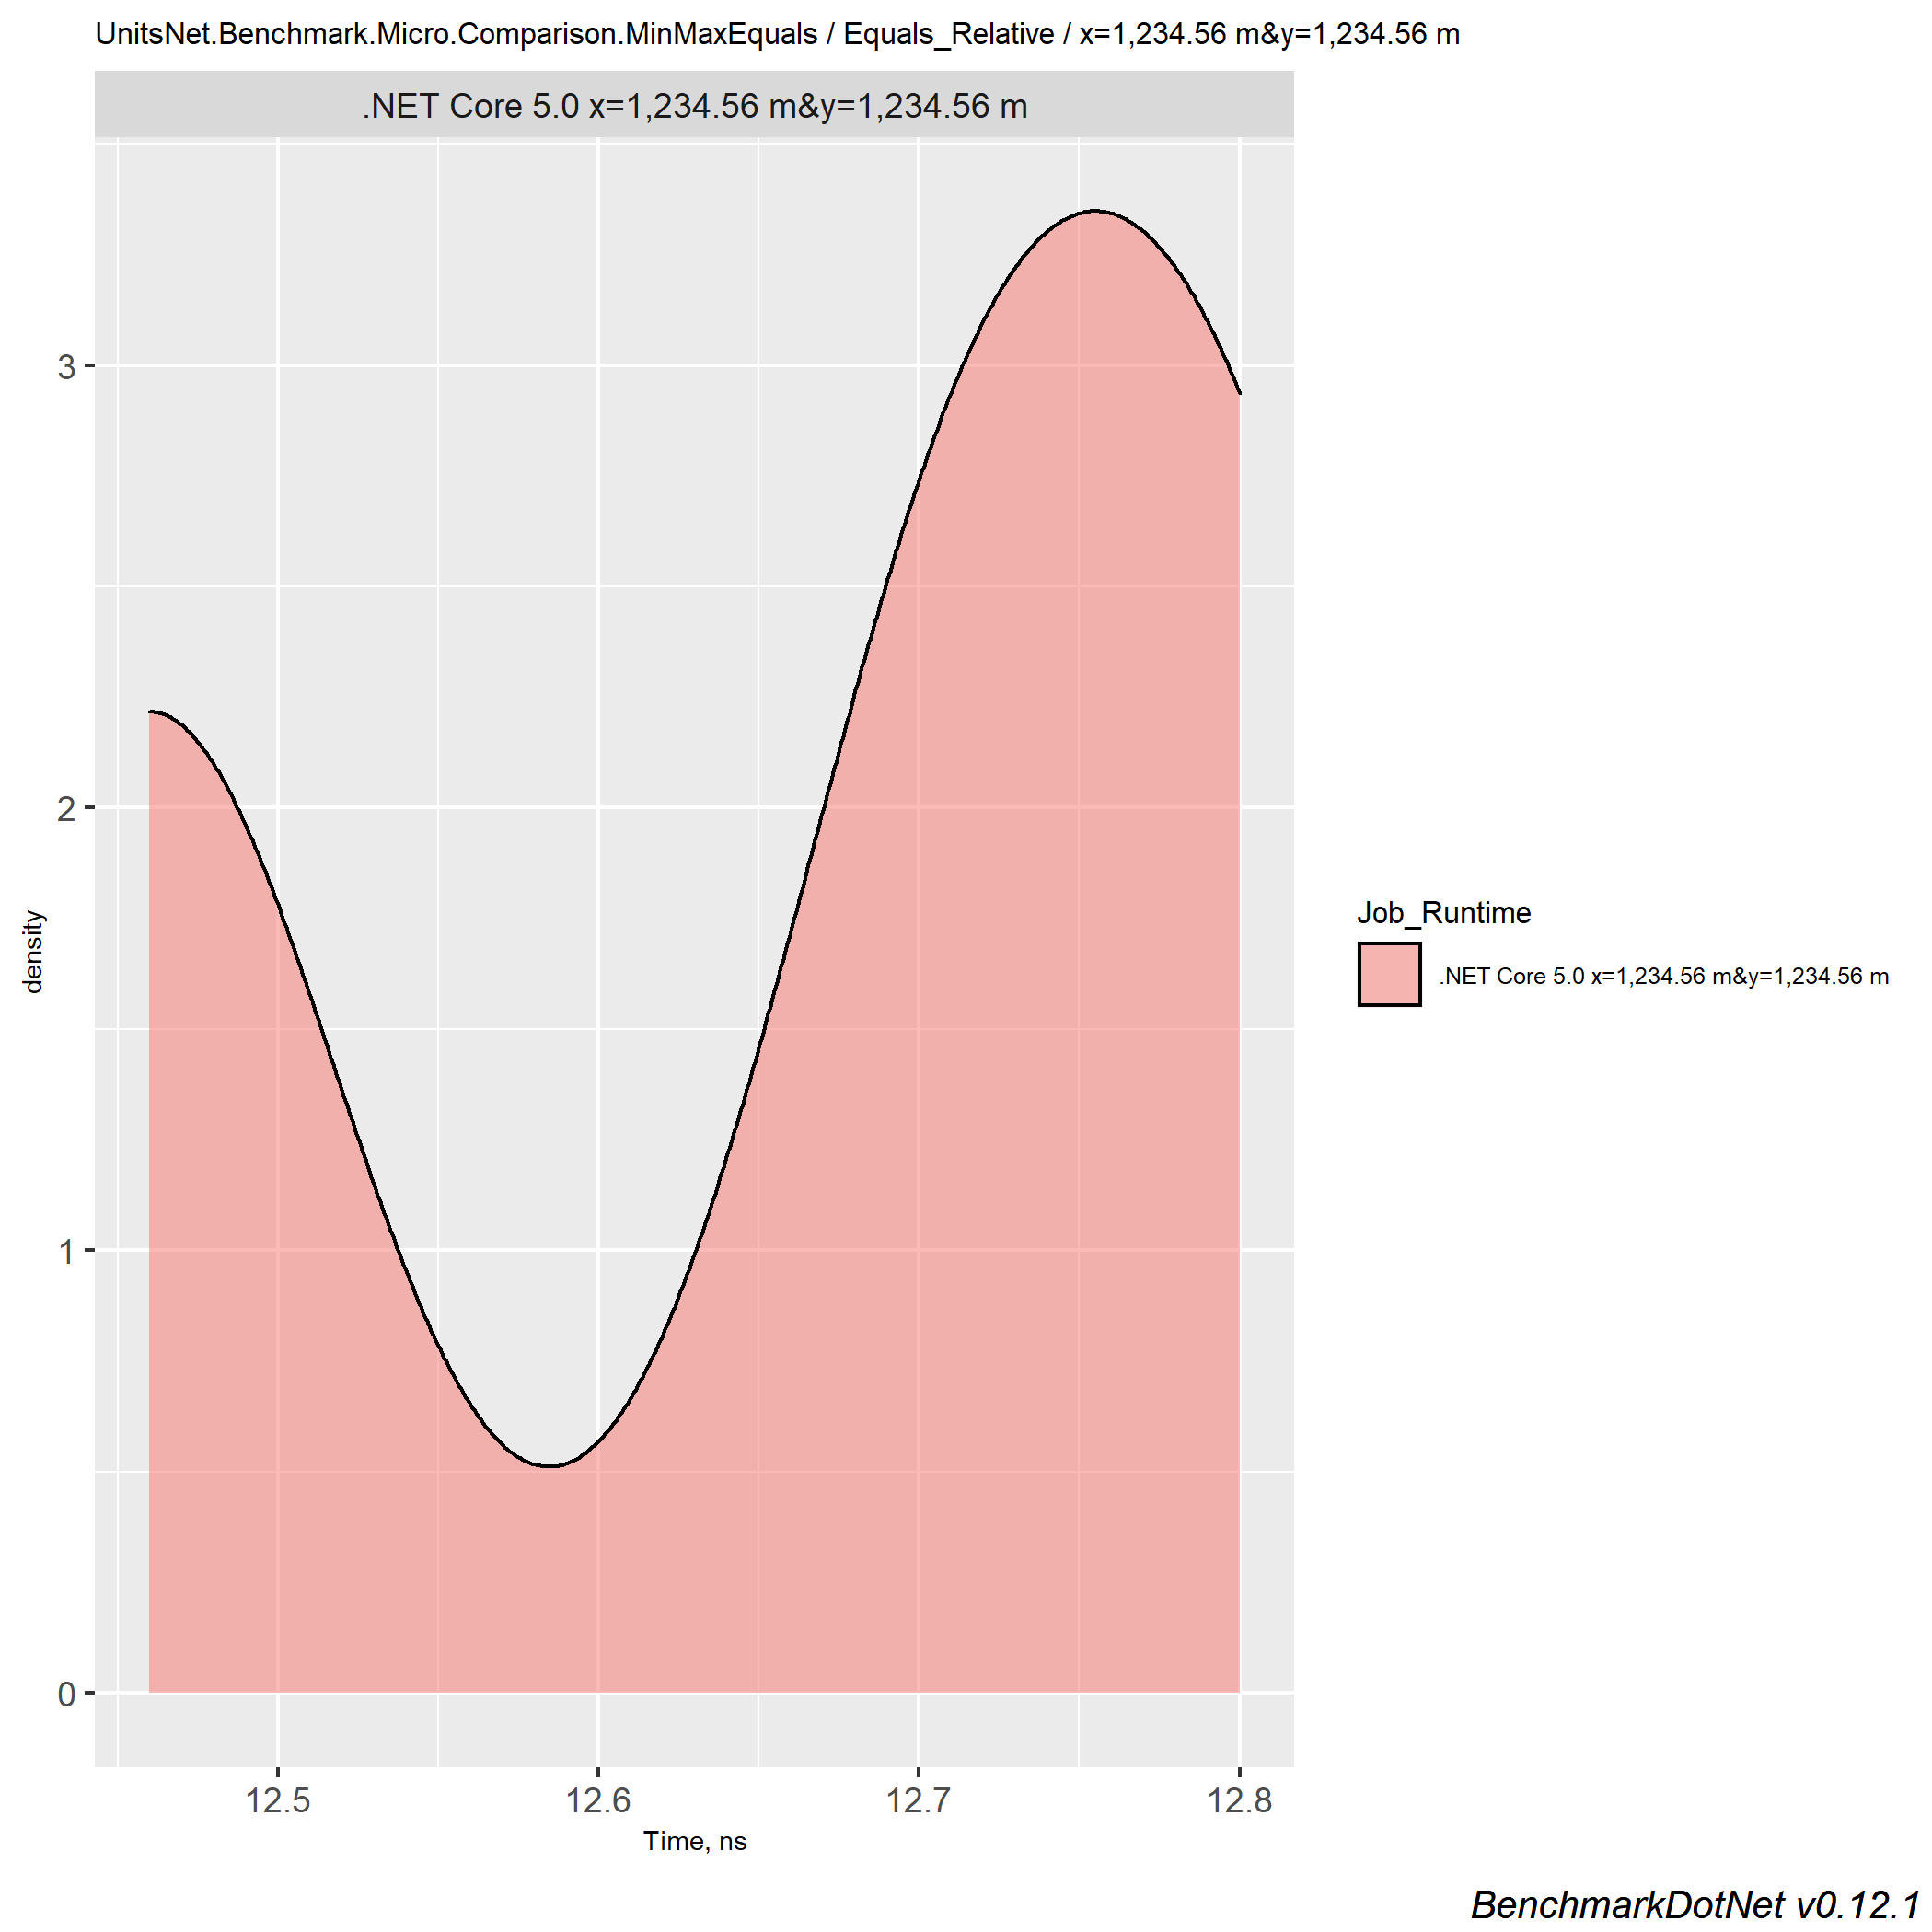 UnitsNet.Benchmark.Micro.Comparison.MinMaxEquals / Equals_Relative / x=1,234.56 m&y=1,234.56 m
.NET Core 5.0 x=1,234.56 m&y=1,234.56 m
3
2
1
0
density
12.5 12.6 12.7 12.8
Time, ns
Job_Runtime
.NET Core 5.0 x=1,234.56 m&y=1,234.56 m
BenchmarkDotNet v0.12.1